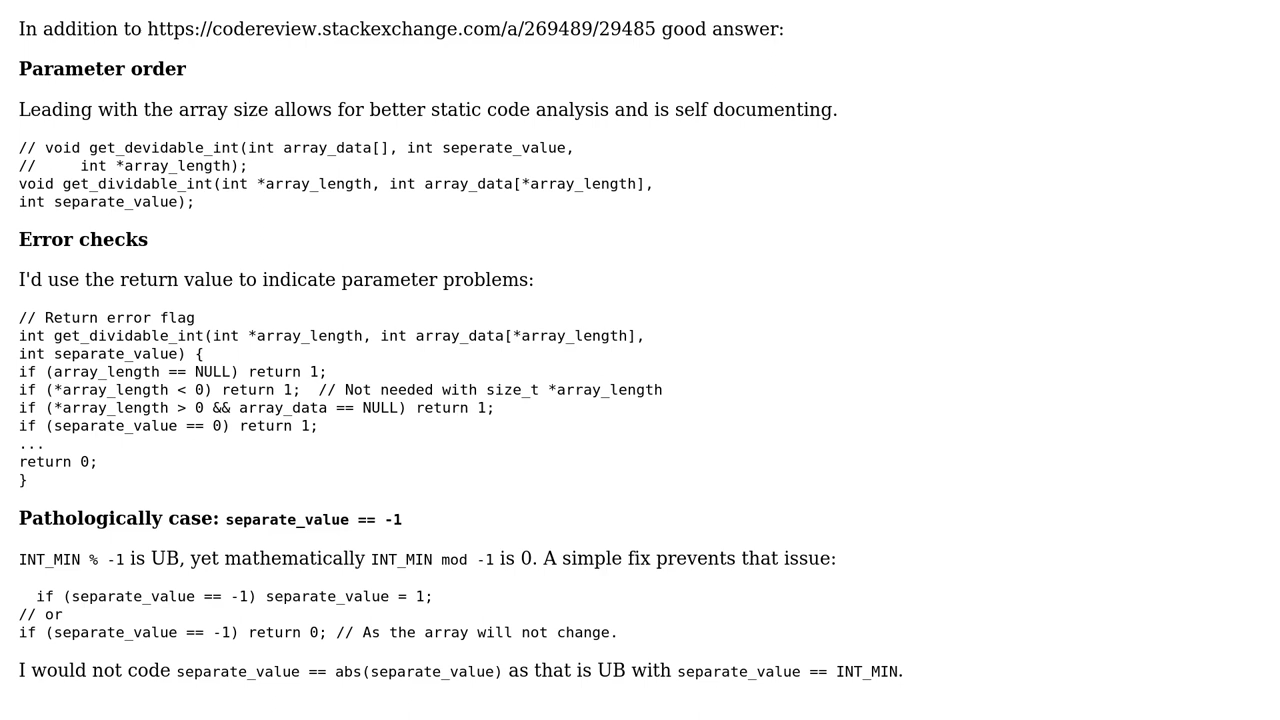 In addition to https://codereview.stackexchange.com/a/269489/29485 good answer:
Parameter order
Leading with the array size allows for better static code analysis and is self documenting.
// void get_devidable_int(int array_data[], int seperate_value,
//     int *array_length);
void get_dividable_int(int *array_length, int array_data[*array_length],
int separate_value);
Error checks
I'd use the return value to indicate parameter problems:
// Return error flag
int get_dividable_int(int *array_length, int array_data[*array_length],
int separate_value) {
if (array_length == NULL) return 1;
if (*array_length < 0) return 1;  // Not needed with size_t *array_length
if (*array_length > 0 && array_data == NULL) return 1;
if (separate_value == 0) return 1;
...
return 0;
}
Pathologically case: separate_value == -1
INT_MIN % -1 is UB, yet mathematically INT_MIN mod -1 is 0. A simple fix prevents that issue:
  if (separate_value == -1) separate_value = 1;
// or
if (separate_value == -1) return 0; // As the array will not change.
I would not code separate_value == abs(separate_value) as that is UB with separate_value == INT_MIN.